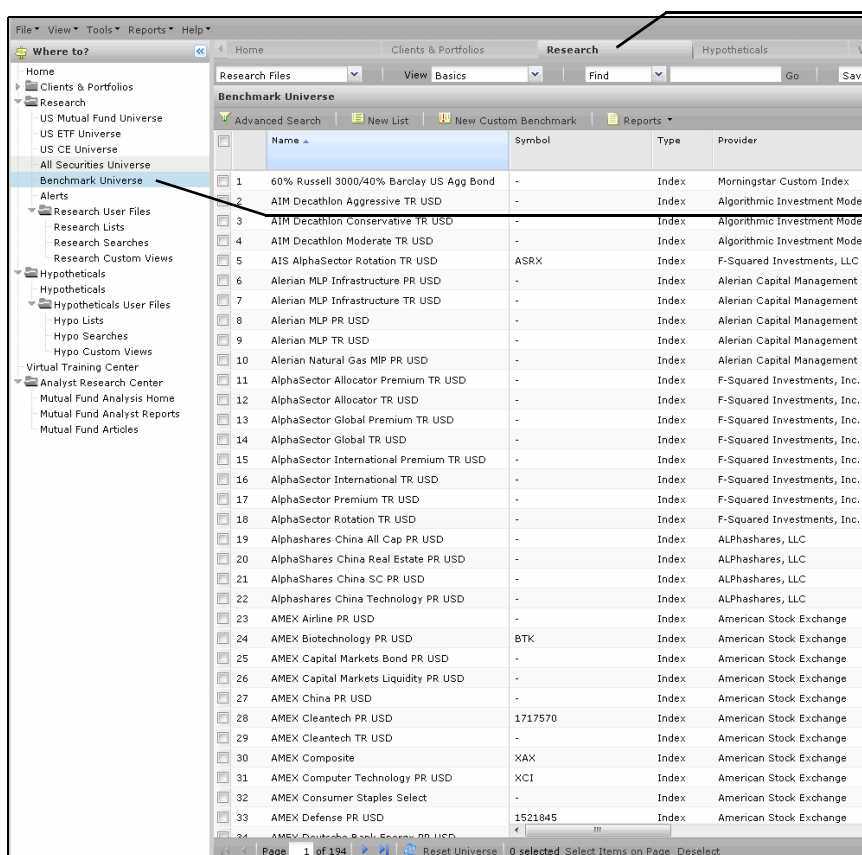 File View Tools Reports Help
Where to?
Home
Clients & Portfolios
Research
US Mutual Fund Universe
US ETF Universe
US CE Universe
All Securities Universe
Benchmark Universe
Alerts
Research User Files
Research Lists
Research Searches
Research Custom Views
Hypotheticals
Hypotheticals
Hypotheticals User Files
Hypo Lists
Hypo Searches
Hypo Custom Views
Virtual Training Center
Analyst Research Center
Mutual Fund Analysis Home
Mutual Fund Analyst Reports
Mutual Fund Articles
Home Clients & Portfolios Research Hypotheticals
Research Files View Basics Find Go Sav
Benchmark Universe
Advanced Search New List New Custom Benchmark Reports
Name Symbol Type Provider
1 60% Russell 3000/40% Barclay US Agg Bond - Index Morningstar Custom Index
2 AIM Decathlon Aggressive TR USD - Index Algorithmic Investment Mode
3 AIM Decathlon Conservative TR USD - Index Algorithmic Investment Mode
4 AIM Decathlon Moderate TR USD - Index Algorithmic Investment Mode
5 AIS AlphaSector Rotation TR USD ASRX Index F-Squared Investments, LLC
6 Alerian MLP Infrastructure PR USD - Index Alerian Capital Management
7 Alerian MLP Infrastructure TR USD - Index Alerian Capital Management
8 Alerian MLP PR USD - Index Alerian Capital Management
9 Alerian MLP TR USD - Index Alerian Capital Management
10 Alerian Natural Gas MlP PR USD - Index Alerian Capital Management
11 AlphaSector Allocator Premium TR USD - Index F-Squared Investments, Inc.
12 AlphaSector Allocator TR USD - Index F-Squared Investments, Inc.
13 AlphaSector Global Premium TR USD - Index F-Squared Investments, Inc.
14 AlphaSector Global TR USD - Index F-Squared Investments, Inc.
15 AlphaSector International Premium TR USD - Index F-Squared Investments, Inc.
16 AlphaSector International TR USD - Index F-Squared Investments, Inc.
17 AlphaSector Premium TR USD - Index F-Squared Investments, Inc.
18 AlphaSector Rotation TR USD - Index F-Squared Investments, Inc.
19 Alphashares China All Cap PR USD - Index ALPhashares, LLC
20 AlphaShares China Real Estate PR USD - Index ALPhashares, LLC
21 AlphaShares China SC PR USD - Index ALPhashares, LLC
22 Alphashares China Technology PR USD - Index ALPhashares, LLC
23 AMEX Airline PR USD - Index American Stock Exchange
24 AMEX Biotechnology PR USD BTK Index American Stock Exchange
25 AMEX Capital Markets Bond PR USD - Index American Stock Exchange
26 AMEX Capital Markets Liquidity PR USD - Index American Stock Exchange
27 AMEX China PR USD - Index American Stock Exchange
28 AMEX Cleantech PR USD 1717570 Index American Stock Exchange
29 AMEX Cleantech TR USD - Index American Stock Exchange
30 AMEX Composite XAX Index American Stock Exchange
31 AMEX Computer Technology PR USD XCI Index American Stock Exchange
32 AMEX Consumer Staples Select - Index American Stock Exchange
33 AMEX Defense PR USD 1521845 Index American Stock Exchange
34 AMEX Deutsche Bank Energy PR USD
Page 1 of 194 Reset Universe 0 selected Select Items on Page Deselect